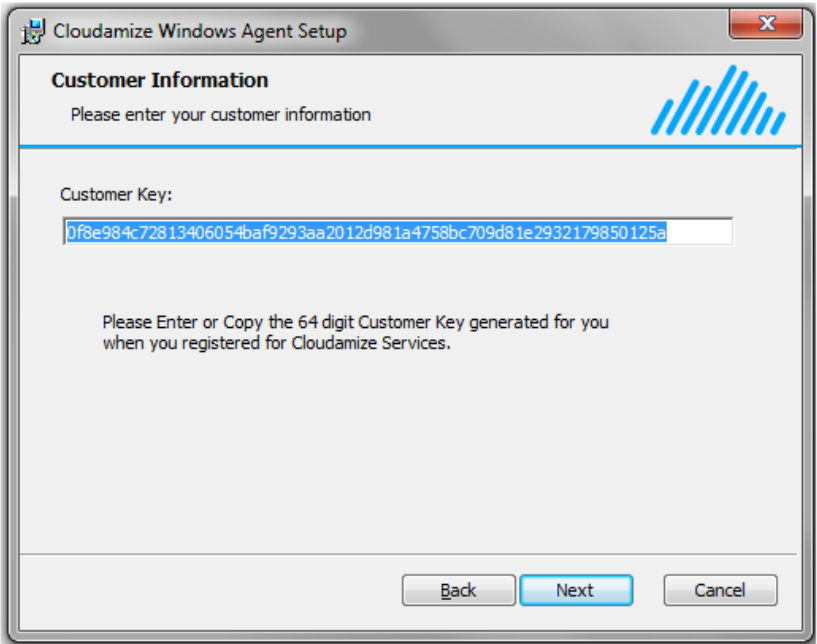 Cloudamize Windows Agent Setup
Customer Information
Please enter your customer information
Customer Key:
0f8e984c72813406054baf9293aa2012d981a4758bc709d81e2932179850125a
Please Enter or Copy the 64 digit Customer Key generated for you
when you registered for Cloudamize Services.
Back
Next
Cancel